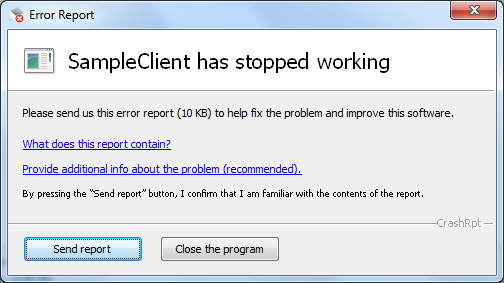 Error Report
SampleClient has stopped working
Please send us this error report (10 KB) to help fix the problem and improve this software.
What does this report contain?
Provide additional info about the problem (recommended).
By pressing the "Send report" button, I confirm that I am familiar with the contents of the report.
CrashRpt
Send report
Close the program